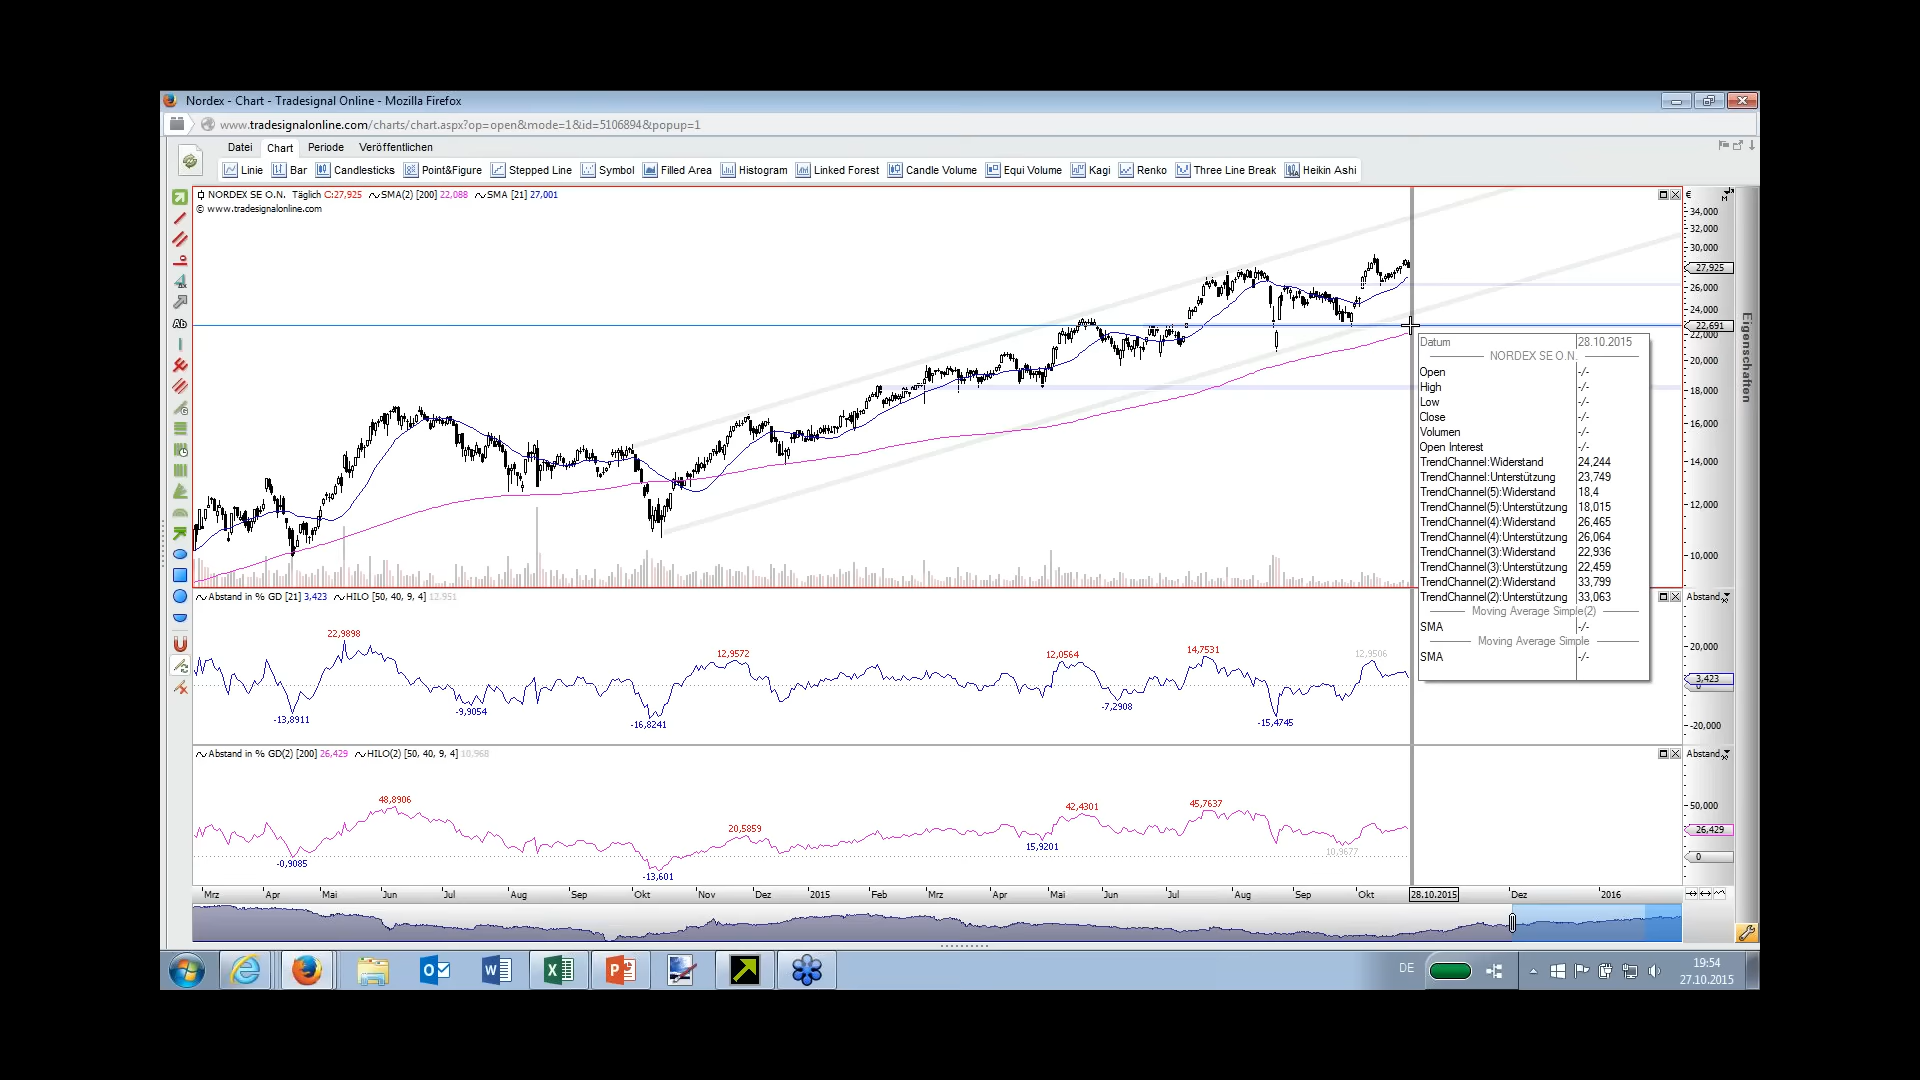 Nordex - Chart - Tradesignal Online - Mozilla Firefox
www.tradesignalonline.com/charts/chart.aspx?op=open&mode=1&id=5106894&popup=1
Datei Chart Periode Veröffentlichen
Linie Bar Candlesticks Point&Figure Stepped Line Symbol Filled Area Histogram Linked Forest Candle Volume Equi Volume Kagi Renko Three Line Break Heikin Ashi
NORDEX SE O.N. Täglich C:27,925 SMA(2) [200] 22,088 SMA [21] 27,001
© www.tradesignalonline.com
€
34,000
32,000
30,000
27,925
26,000
24,000
22,691
22,000
20,000
18,000
16,000
14,000
12,000
10,000
Eigenschaften
Ab
Datum 28.10.2015
NORDEX SE O.N.
Open -/-
High -/-
Low -/-
Close -/-
Volumen -/-
Open Interest -/-
TrendChannel:Widerstand 24,244
TrendChannel:Unterstützung 23,749
TrendChannel(5):Widerstand 18,4
TrendChannel(5):Unterstützung 18,015
TrendChannel(4):Widerstand 26,465
TrendChannel(4):Unterstützung 26,064
TrendChannel(3):Widerstand 22,936
TrendChannel(3):Unterstützung 22,459
TrendChannel(2):Widerstand 33,799
TrendChannel(2):Unterstützung 33,063
Moving Average Simple(2)
SMA -/-
Moving Average Simple
SMA -/-
Abstand in % GD [21] 3,423 HILO [50, 40, 9, 4] 12.951
Abstand
22,9898
12,9572
12,0564
14,7531
12,9506
-13,8911
-9,9054
-16,8241
-7,2908
-15,4745
20,000
3,423
0
-20,000
Abstand in % GD(2) [200] 26,429 HILO(2) [50, 40, 9, 4] 10,968
Abstand
48,8906
20,5859
42,4301
45,7637
-0,9085
-13,601
15,9201
10,9677
50,000
26,429
0
Mrz Apr Mai Jun Jul Aug Sep Okt Nov Dez 2015 Feb Mrz Apr Mai Jun Jul Aug Sep Okt 28.10.2015 Dez 2016
DE
19:54
27.10.2015